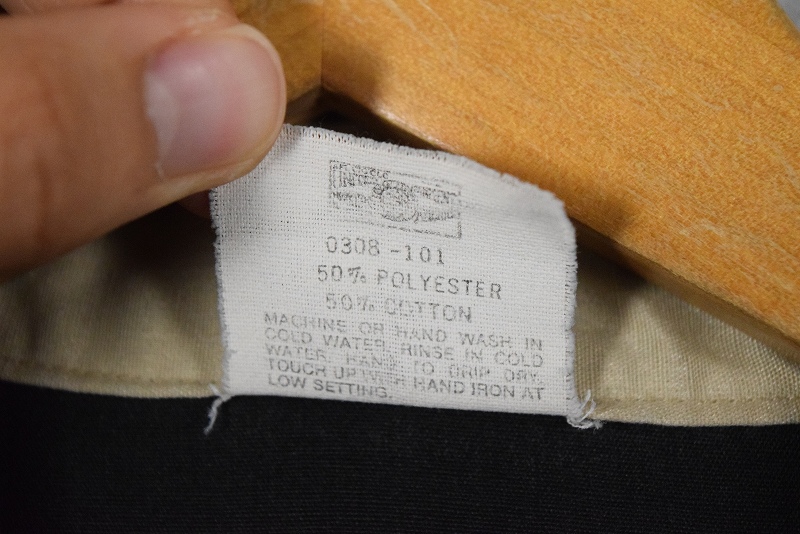 0308-101
50% POLYESTER
50% COTTON
MACHINE OR HAND WASH IN
COLD WATER, RINSE IN COLD
WATER, HANG TO DRIP DRY.
TOUCH UP WITH HAND IRON AT
LOW SETTING.